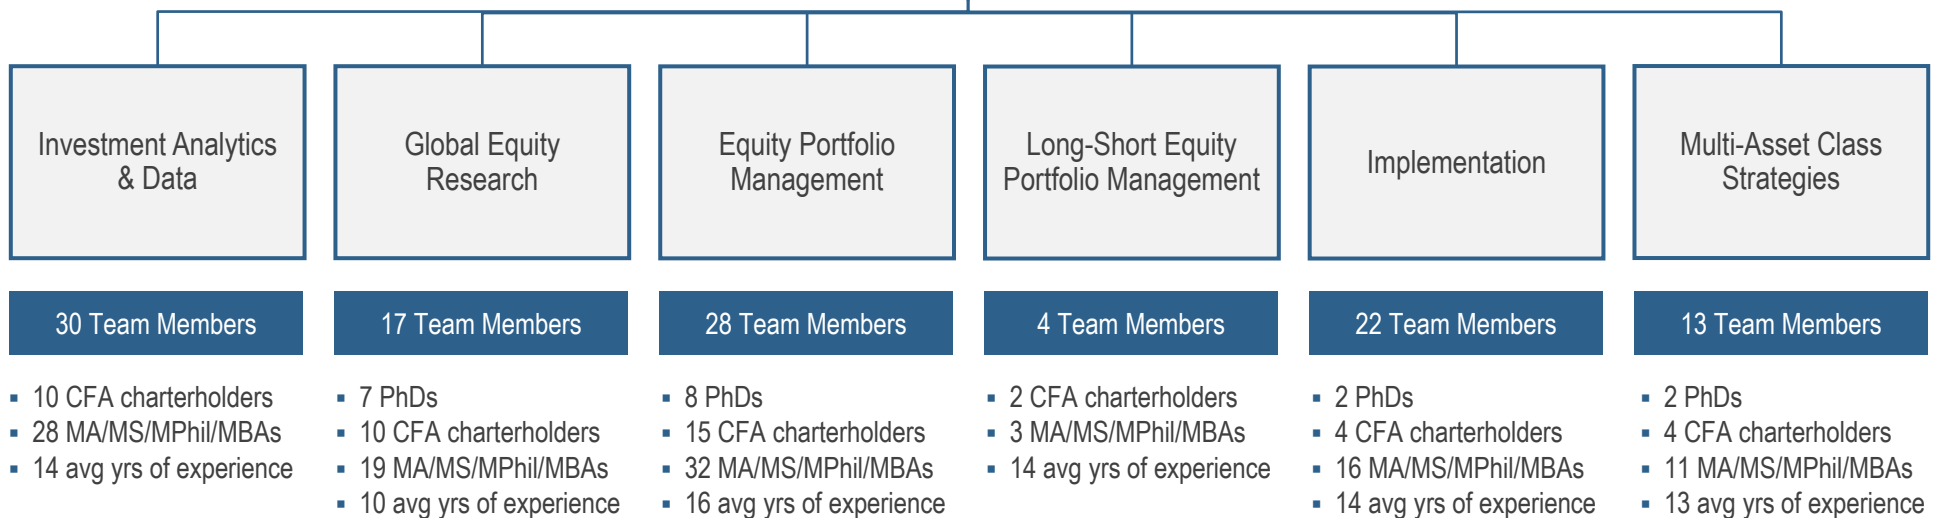 Investment Analytics
& Data
Global Equity
Research
Equity Portfolio
Management
Long-Short Equity
Portfolio Management
Implementation
Multi-Asset Class
Strategies
30 Team Members
17 Team Members
28 Team Members
4 Team Members
22 Team Members
13 Team Members
▪ 10 CFA charterholders
▪ 28 MA/MS/MPhil/MBAs
▪ 14 avg yrs of experience
▪ 7 PhDs
▪ 10 CFA charterholders
▪ 19 MA/MS/MPhil/MBAs
▪ 10 avg yrs of experience
▪ 8 PhDs
▪ 15 CFA charterholders
▪ 32 MA/MS/MPhil/MBAs
▪ 16 avg yrs of experience
▪ 2 CFA charterholders
▪ 3 MA/MS/MPhil/MBAs
▪ 14 avg yrs of experience
▪ 2 PhDs
▪ 4 CFA charterholders
▪ 16 MA/MS/MPhil/MBAs
▪ 14 avg yrs of experience
▪ 2 PhDs
▪ 4 CFA charterholders
▪ 11 MA/MS/MPhil/MBAs
▪ 13 avg yrs of experience